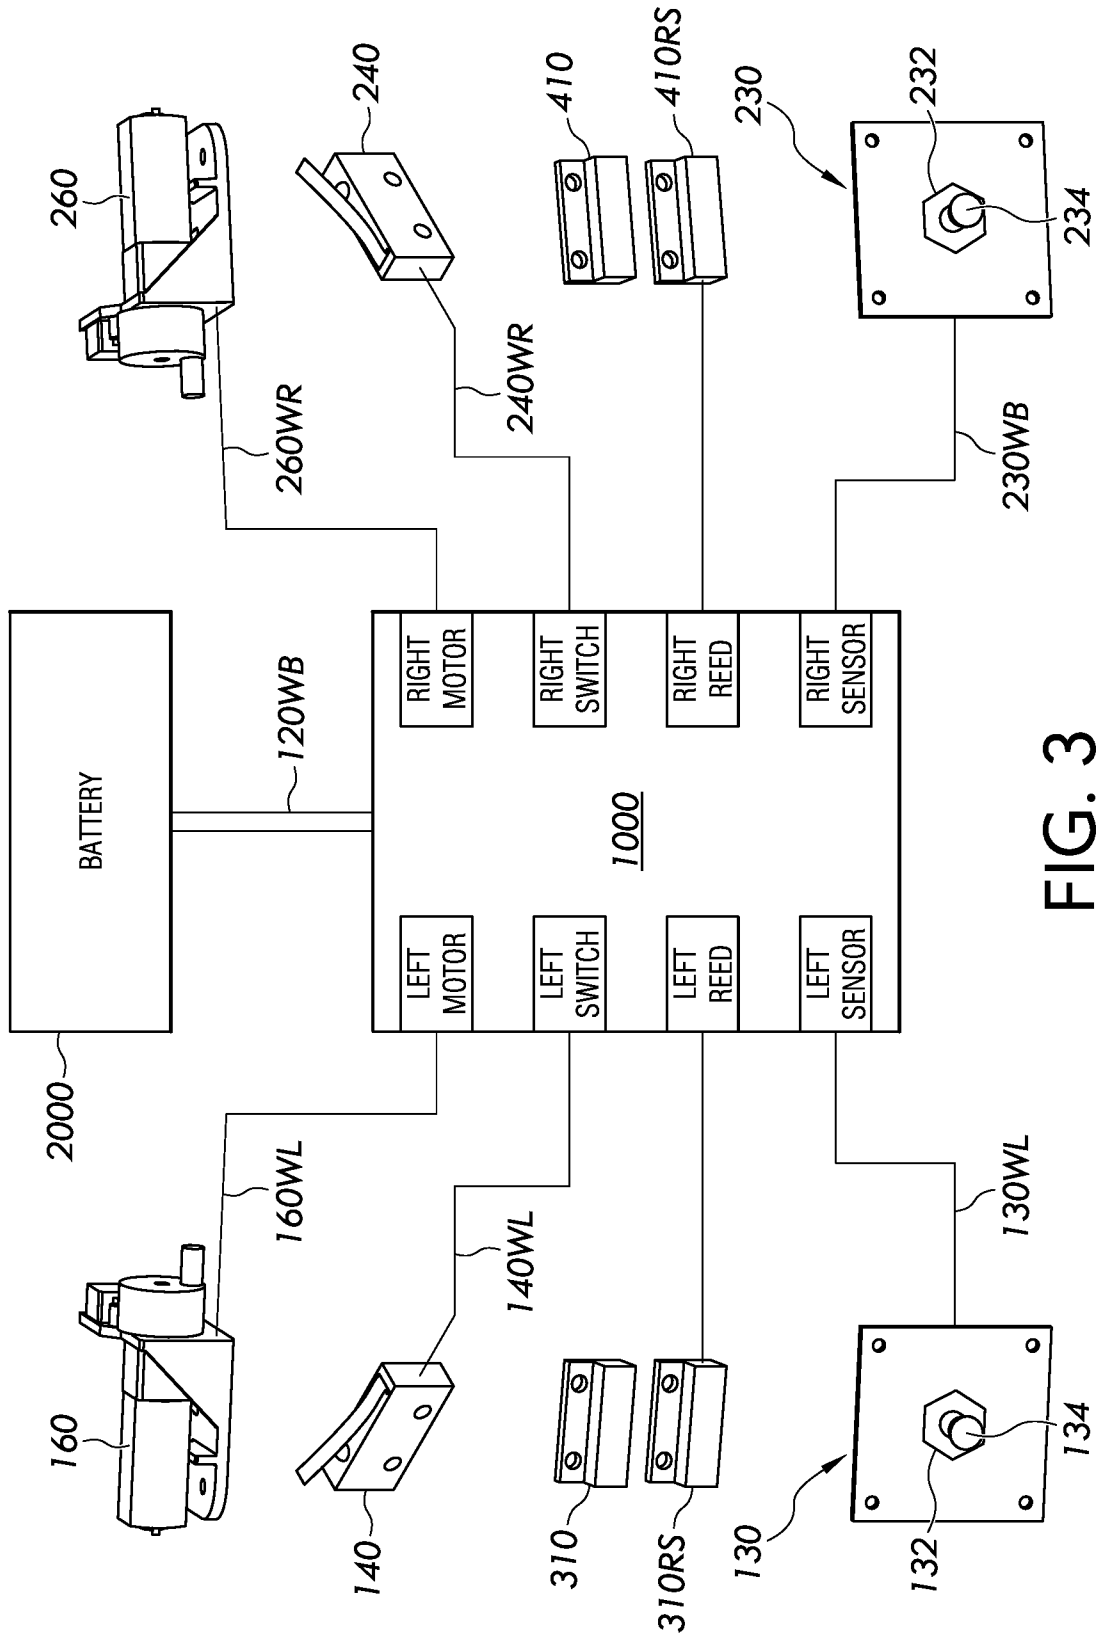 160
2000
BATTERY
260
160WL
120WB
260WR
140
140WL
240WR
240
LEFT
MOTOR
RIGHT
MOTOR
LEFT
SWITCH
RIGHT
SWITCH
310
1000
410
310RS
LEFT
REED
RIGHT
REED
410RS
LEFT
SENSOR
RIGHT
SENSOR
130
230
132
130WL
230WB
232
134
234
FIG. 3